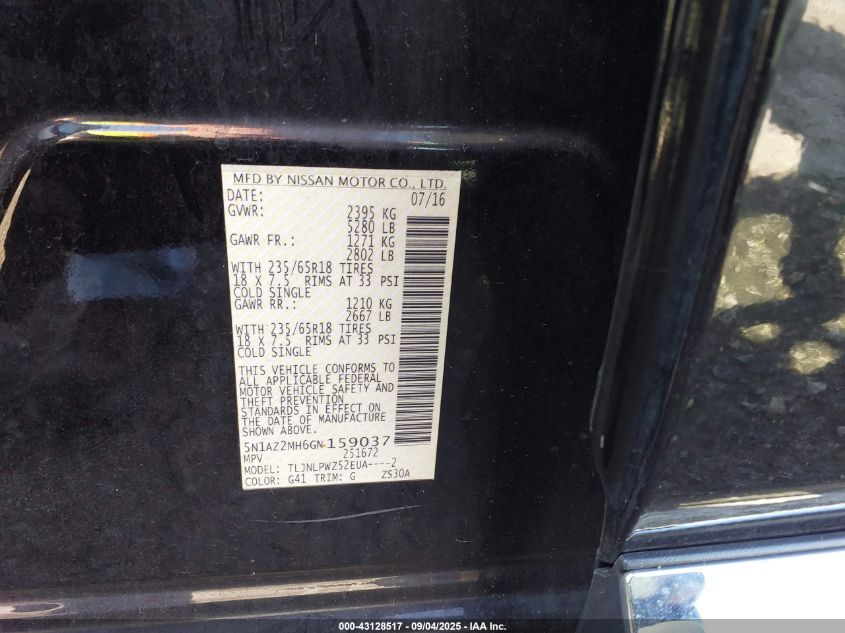 MFD BY NISSAN MOTOR CO., LTD.
DATE: 07/16
GVWR: 2395 KG
5280 LB
GAWR FR.: 1271 KG
2802 LB
WITH 235/65R18 TIRES
18 X 7.5 RIMS AT 33 PSI
COLD SINGLE
GAWR RR.: 1210 KG
2667 LB
WITH 235/65R18 TIRES
18 X 7.5 RIMS AT 33 PSI
COLD SINGLE
THIS VEHICLE CONFORMS TO
ALL APPLICABLE FEDERAL
MOTOR VEHICLE SAFETY AND
THEFT PREVENTION
STANDARDS IN EFFECT ON
THE DATE OF MANUFACTURE
SHOWN ABOVE.
5N1AZ2MH6GN159037
MPV 251672
MODEL: TLJNLPWZ52EUA----2
COLOR: G41 TRIM: G ZS30A
000-43128517 - 09/04/2025 - IAA Inc.